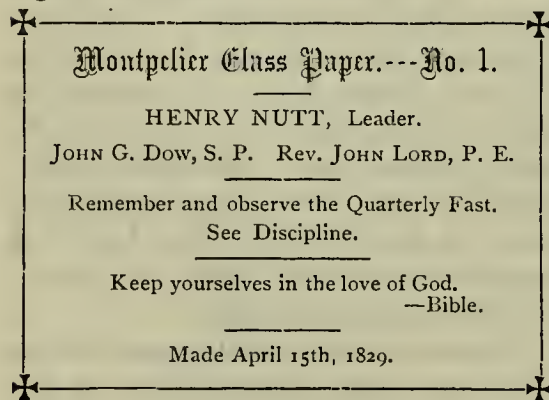 Montpelier Class Paper.---No. 1.
HENRY NUTT, Leader.
JOHN G. DOW, S. P. Rev. JOHN LORD, P. E.
Remember and observe the Quarterly Fast.
See Discipline.
Keep yourselves in the love of God.
—Bible.
Made April 15th, 1829.